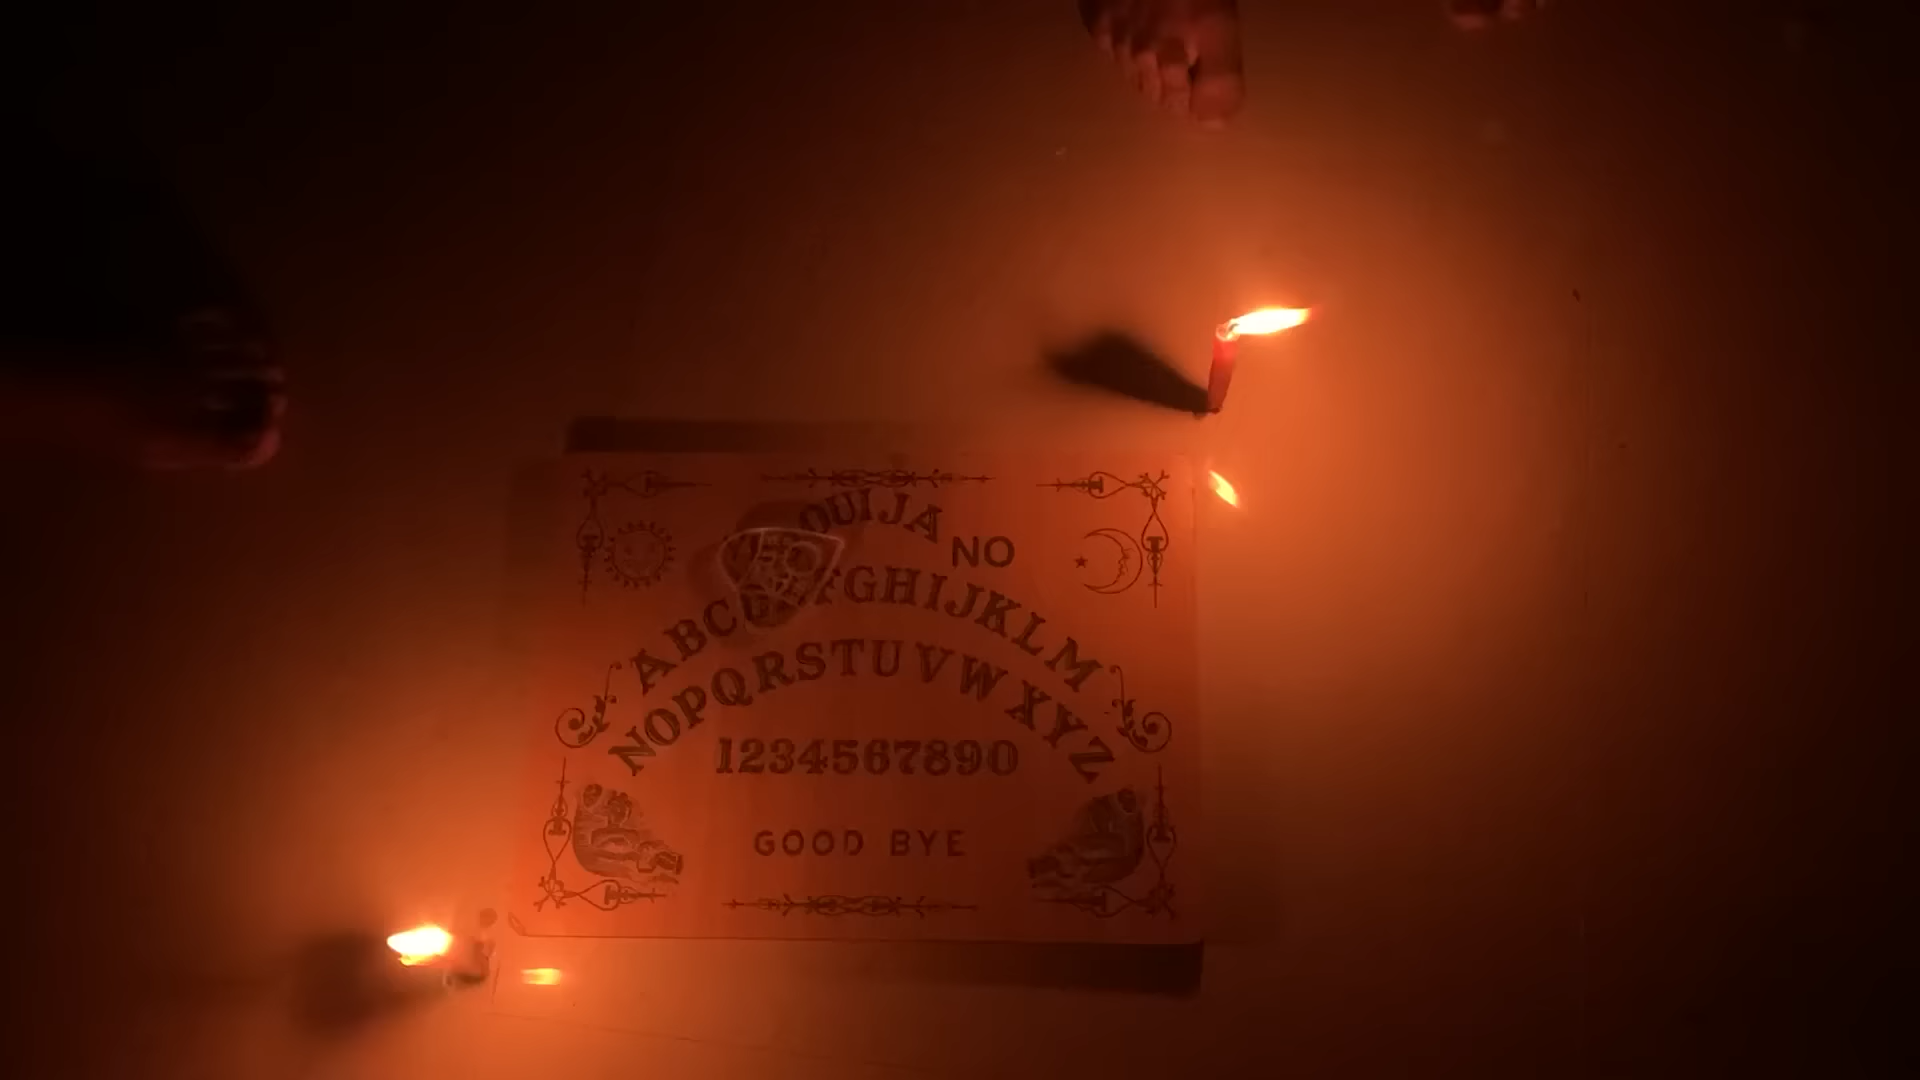 OUIJA
NO
ABC FGHIJKLM
NOPQRSTUVWXYZ
1234567890
GOOD BYE